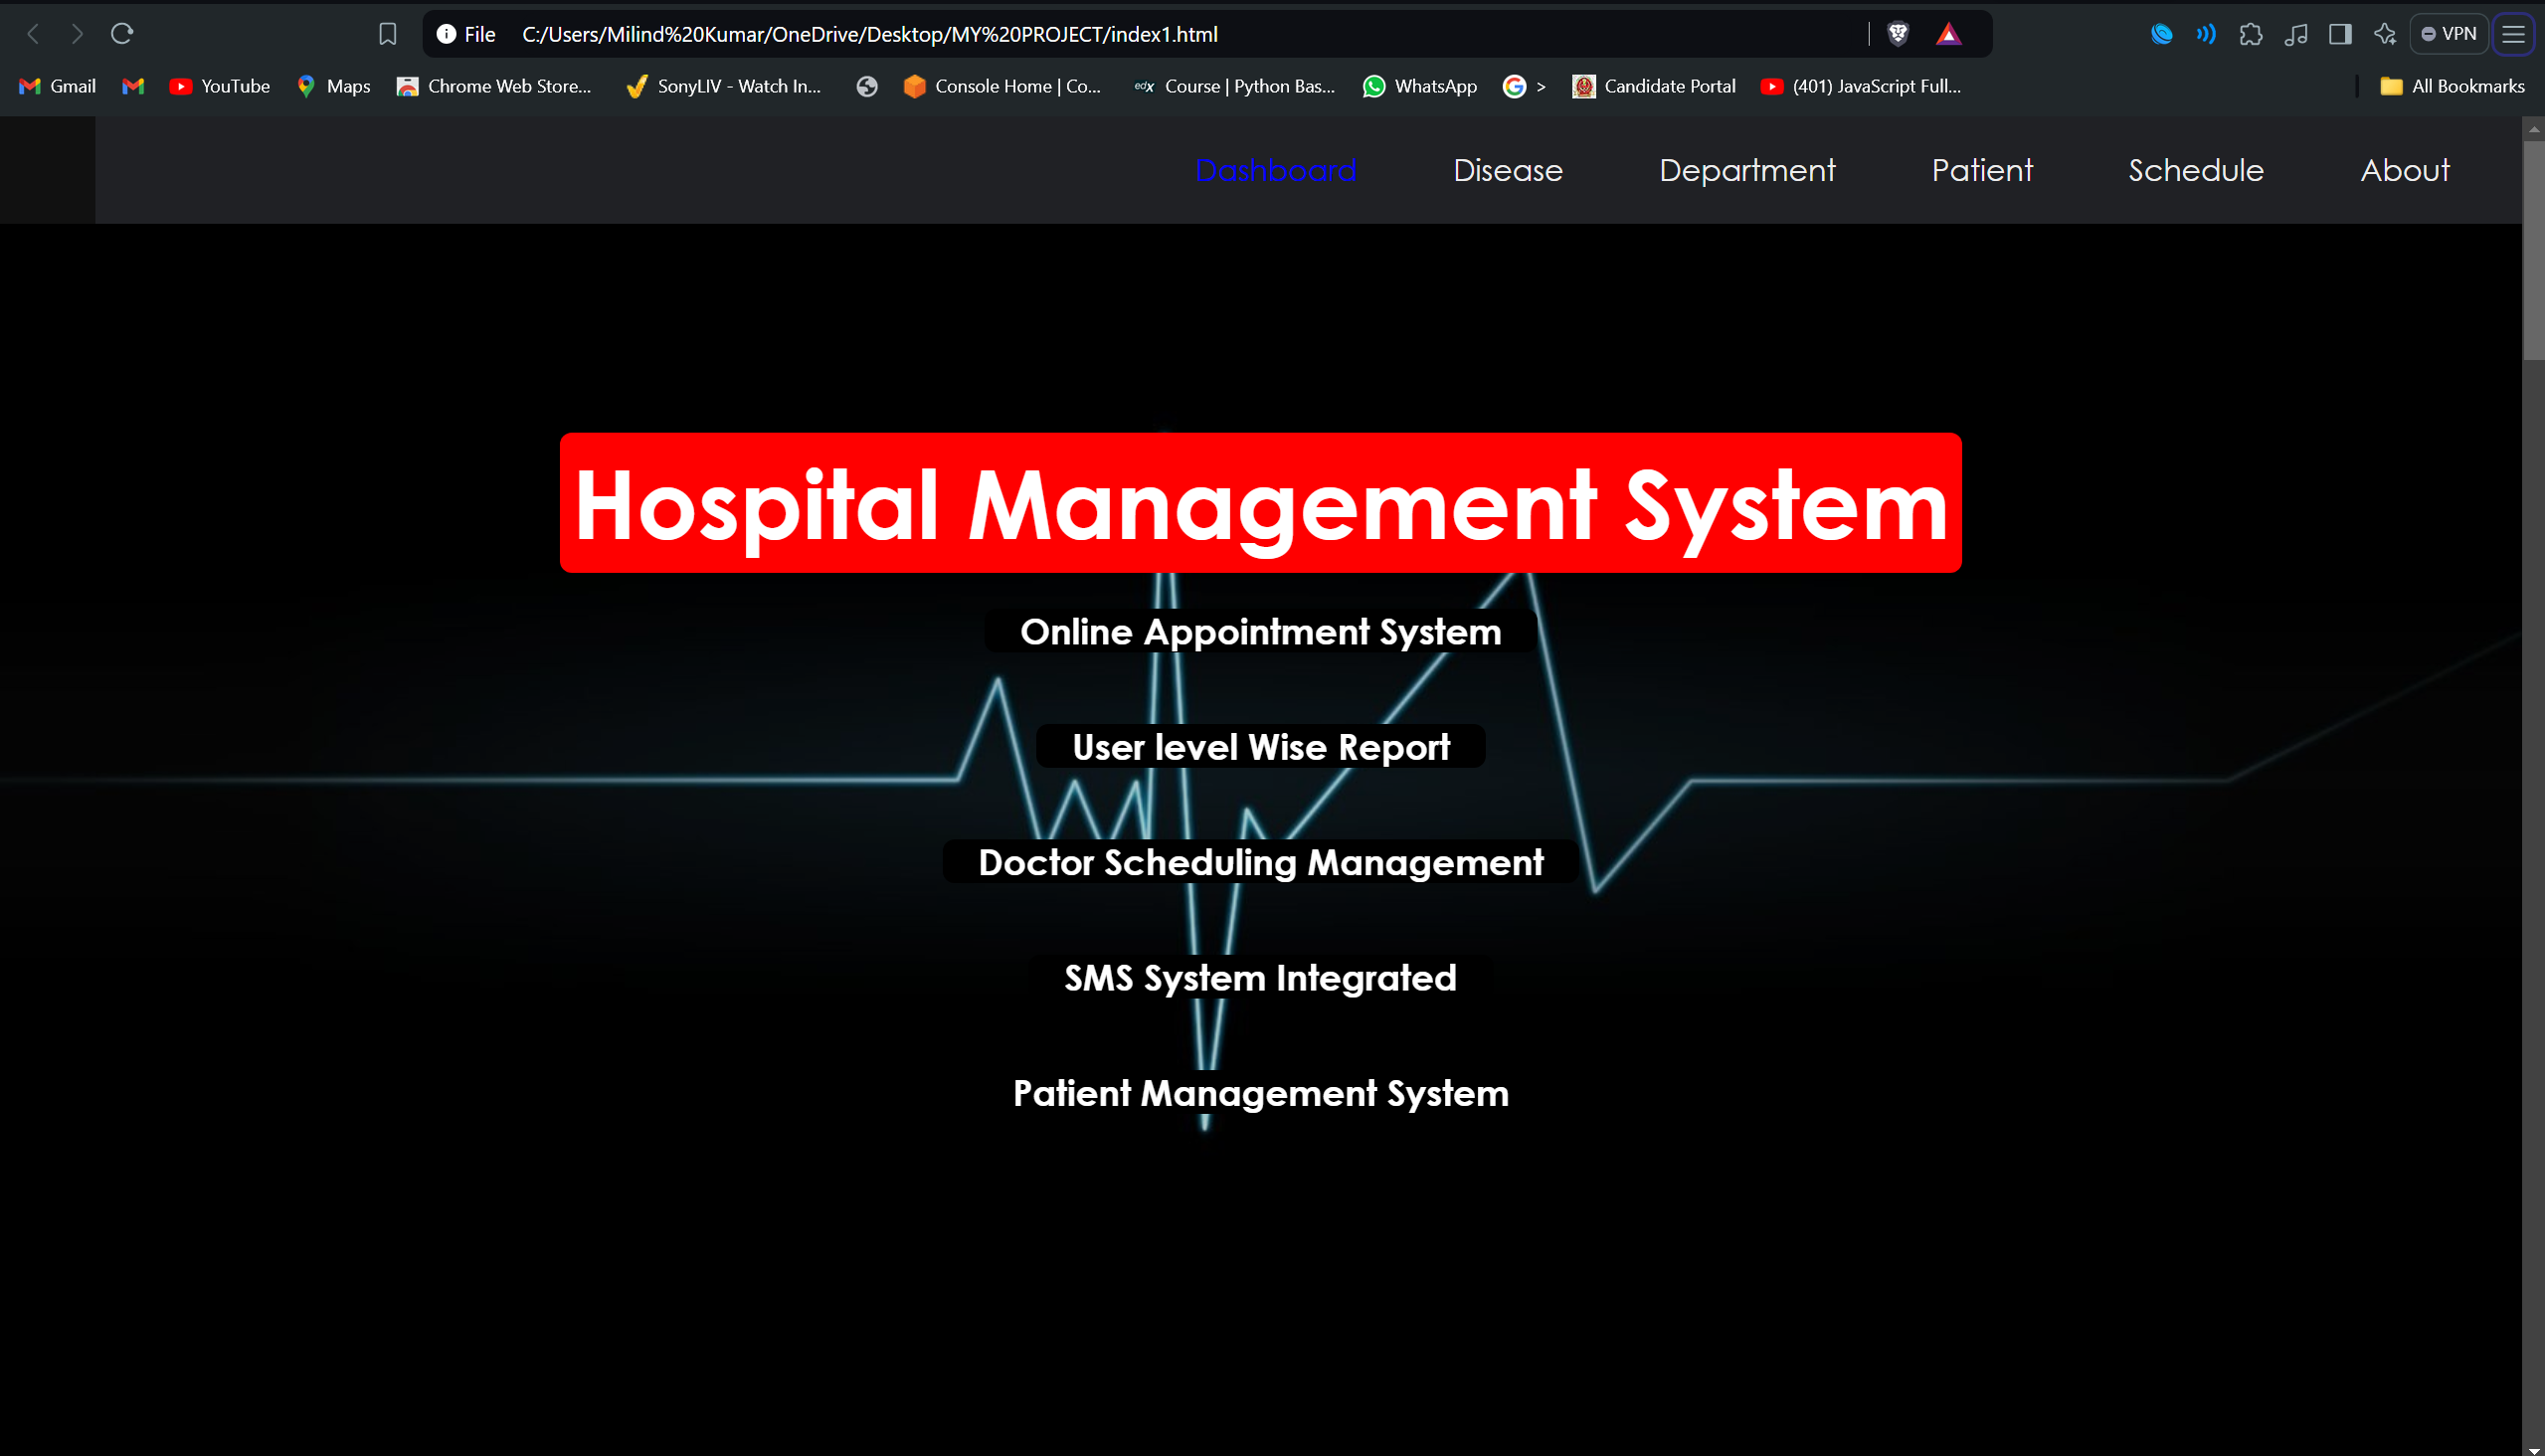 File C:/Users/Milind%20Kumar/OneDrive/Desktop/MY%20PROJECT/index1.html VPN
Gmail YouTube Maps Chrome Web Store... SonyLIV - Watch In... Console Home | Co... edX Course | Python Bas... WhatsApp > Candidate Portal (401) JavaScript Full... All Bookmarks
Dashboard Disease Department Patient Schedule About
Hospital Management System
Online Appointment System
User level Wise Report
Doctor Scheduling Management
SMS System Integrated
Patient Management System